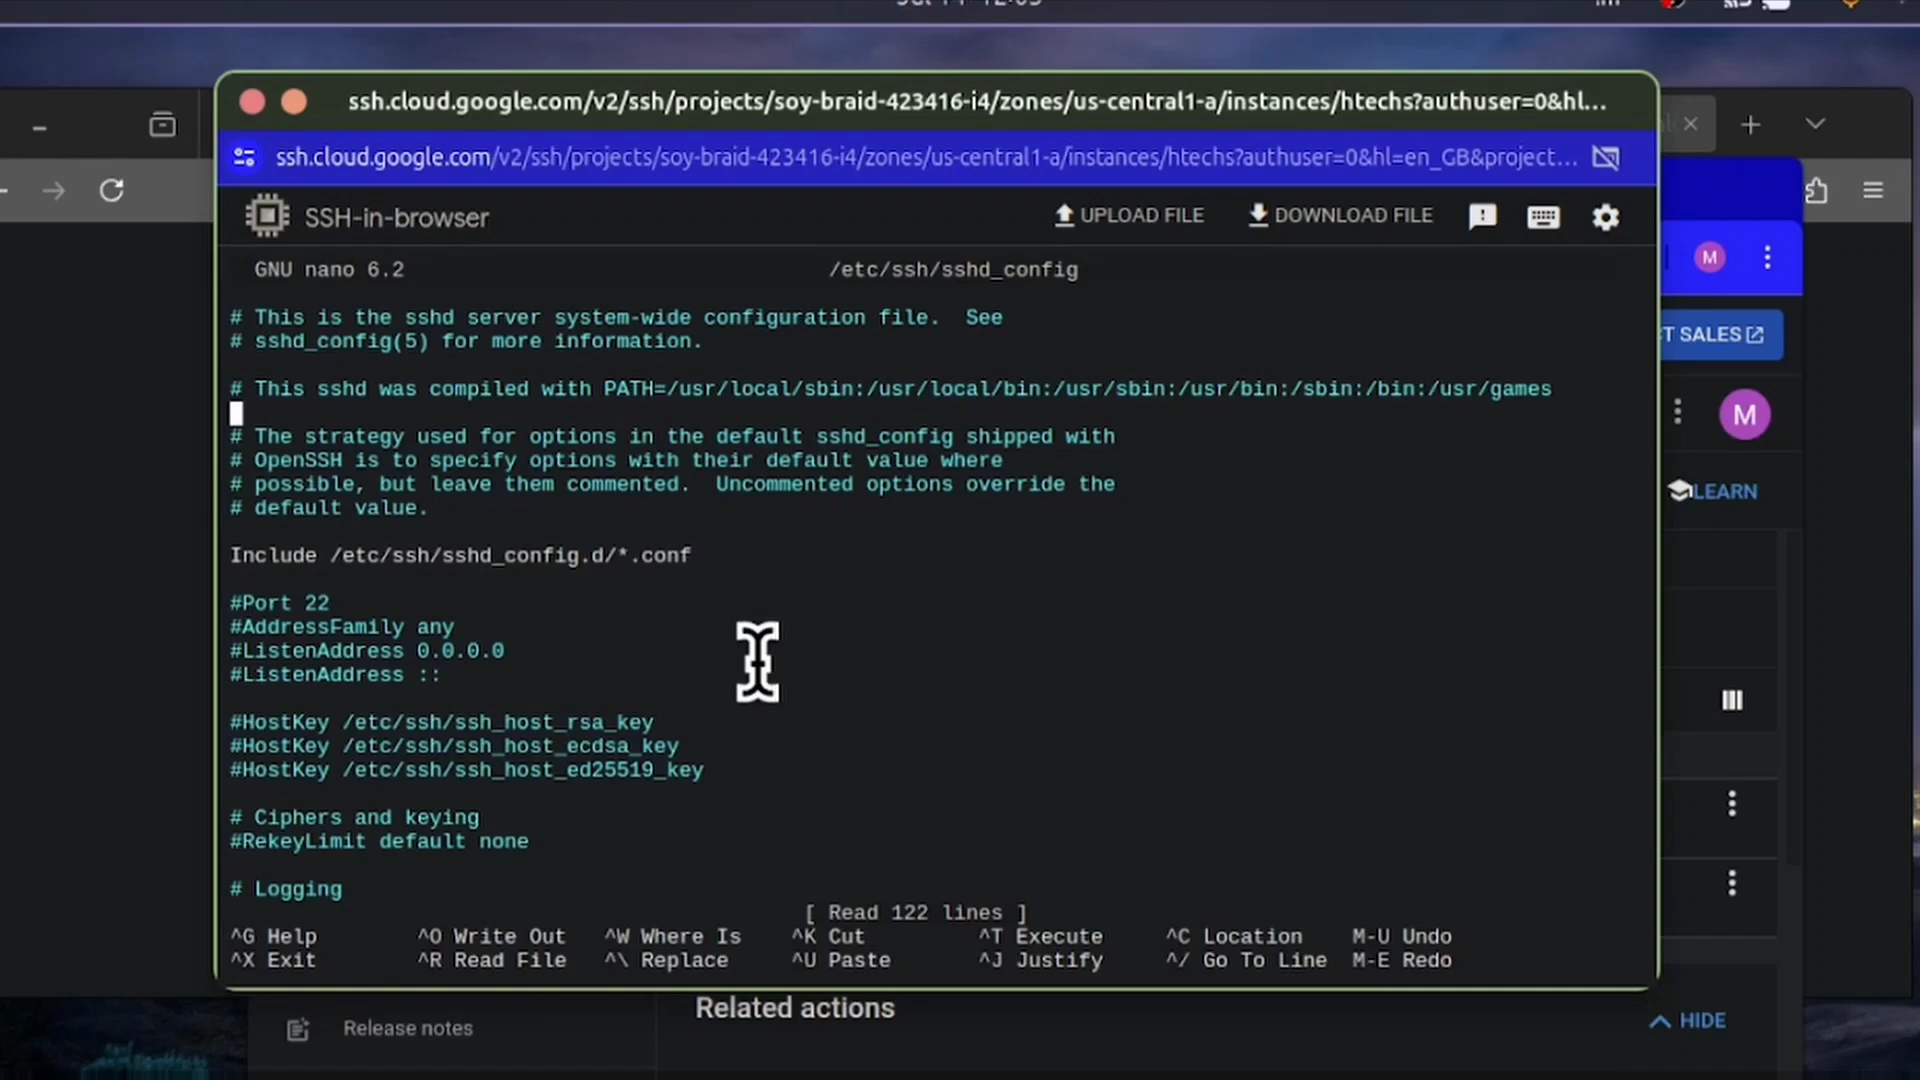 ssh.cloud.google.com/v2/ssh/projects/soy-braid-423416-i4/zones/us-central1-a/instances/htechs?authuser=0&hl...
ssh.cloud.google.com/v2/ssh/projects/soy-braid-423416-i4/zones/us-central1-a/instances/htechs?authuser=0&hl=en_GB&project...
SSH-in-browser
UPLOAD FILE
DOWNLOAD FILE
M
GNU nano 6.2
/etc/ssh/sshd_config
# This is the sshd server system-wide configuration file.  See
# sshd_config(5) for more information.
T SALES
# This sshd was compiled with PATH=/usr/local/sbin:/usr/local/bin:/usr/sbin:/usr/bin:/sbin:/bin:/usr/games
M
# The strategy used for options in the default sshd_config shipped with
# OpenSSH is to specify options with their default value where
# possible, but leave them commented.  Uncommented options override the
# default value.
LEARN
Include /etc/ssh/sshd_config.d/*.conf
#Port 22
#AddressFamily any
#ListenAddress 0.0.0.0
#ListenAddress ::
#HostKey /etc/ssh/ssh_host_rsa_key
#HostKey /etc/ssh/ssh_host_ecdsa_key
#HostKey /etc/ssh/ssh_host_ed25519_key
# Ciphers and keying
#RekeyLimit default none
# Logging
[ Read 122 lines ]
^G Help ^O Write Out ^W Where Is ^K Cut ^T Execute ^C Location M-U Undo
^X Exit ^R Read File ^\ Replace ^U Paste ^J Justify ^/ Go To Line M-E Redo
Related actions
Release notes
HIDE